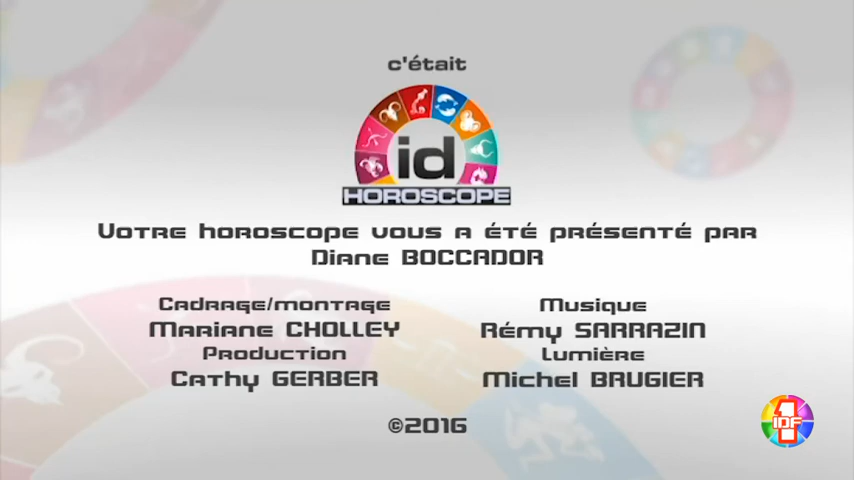 c'était
id
HOROSCOPE
Votre horoscope vous a été présenté par
Diane BOCCADOR
Cadrage/montage
Mariane CHOLLEY
Production
Cathy GERBER
Musique
Rémy SARRAZIN
Lumière
Michel BRUGIER
©2016
IDF
1